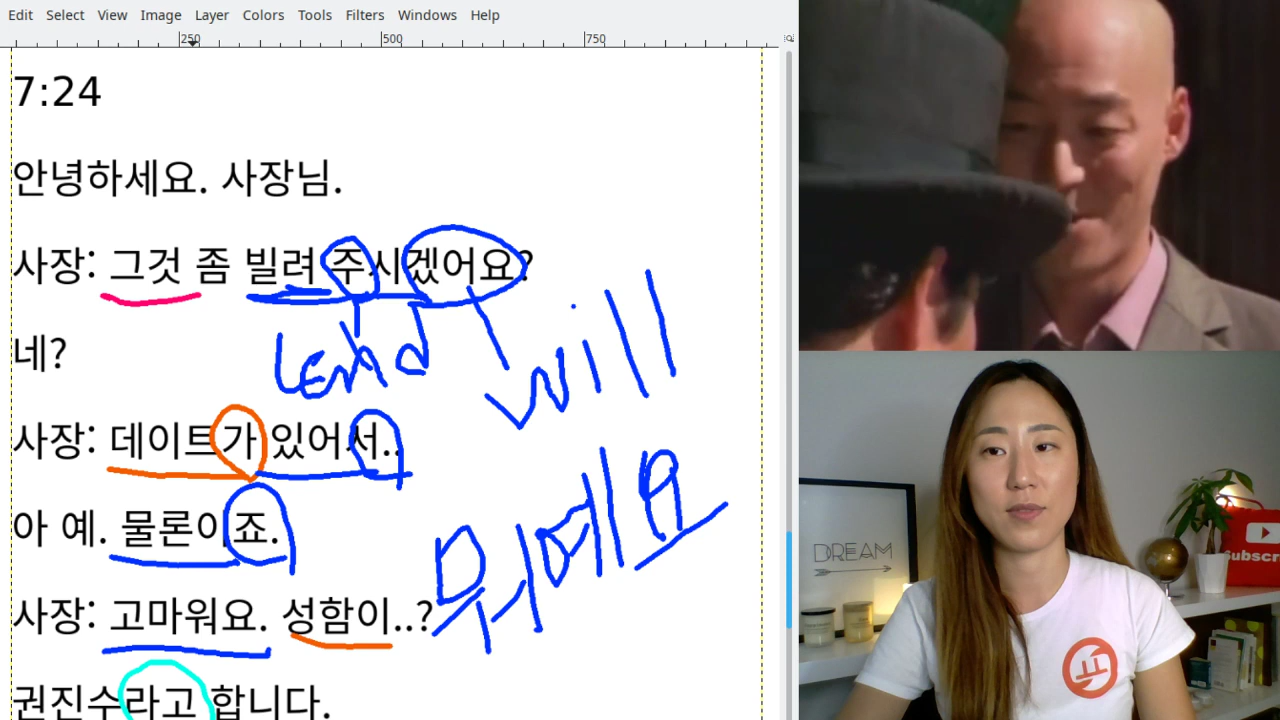 Edit Select View Image Layer Colors Tools Filters Windows Help
250 500 750
7:24
안녕하세요. 사장님.
사장: 그것 좀 빌려 주시겠어요?
lend will
네?
사장: 데이트가 있어서..
아 예. 물론이죠.
뭐예요
사장: 고마워요. 성함이..?
권진수라고 합니다.
DREAM
Subscr